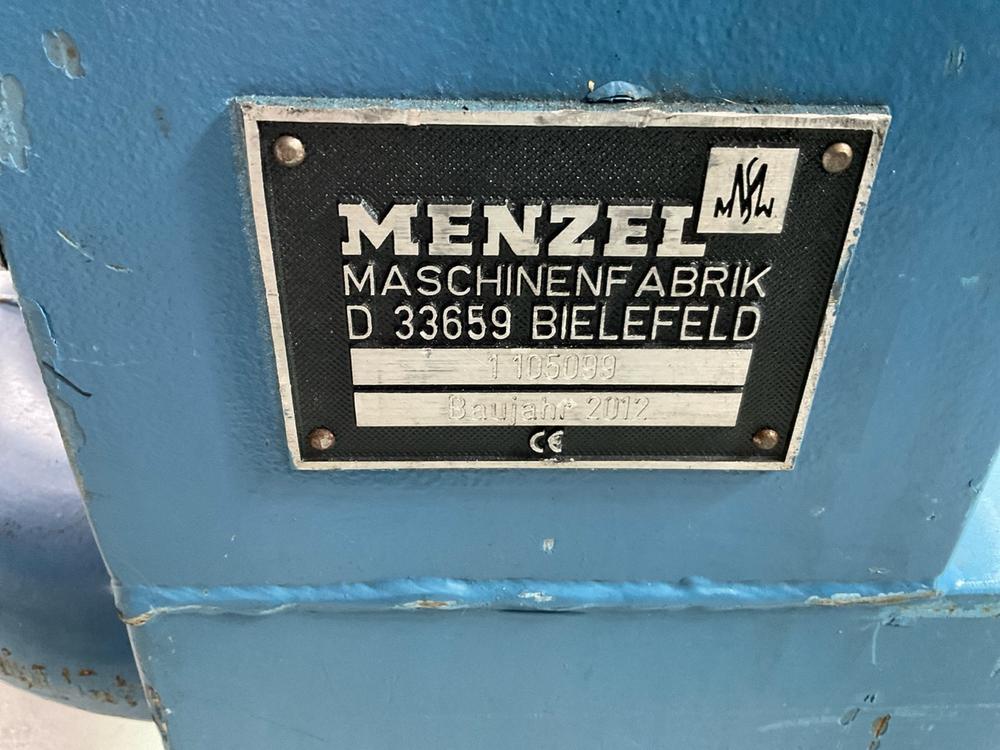 MENZEL
MASCHINENFABRIK
D 33659 BIELEFELD
1 105099
Baujahr 2012
CE